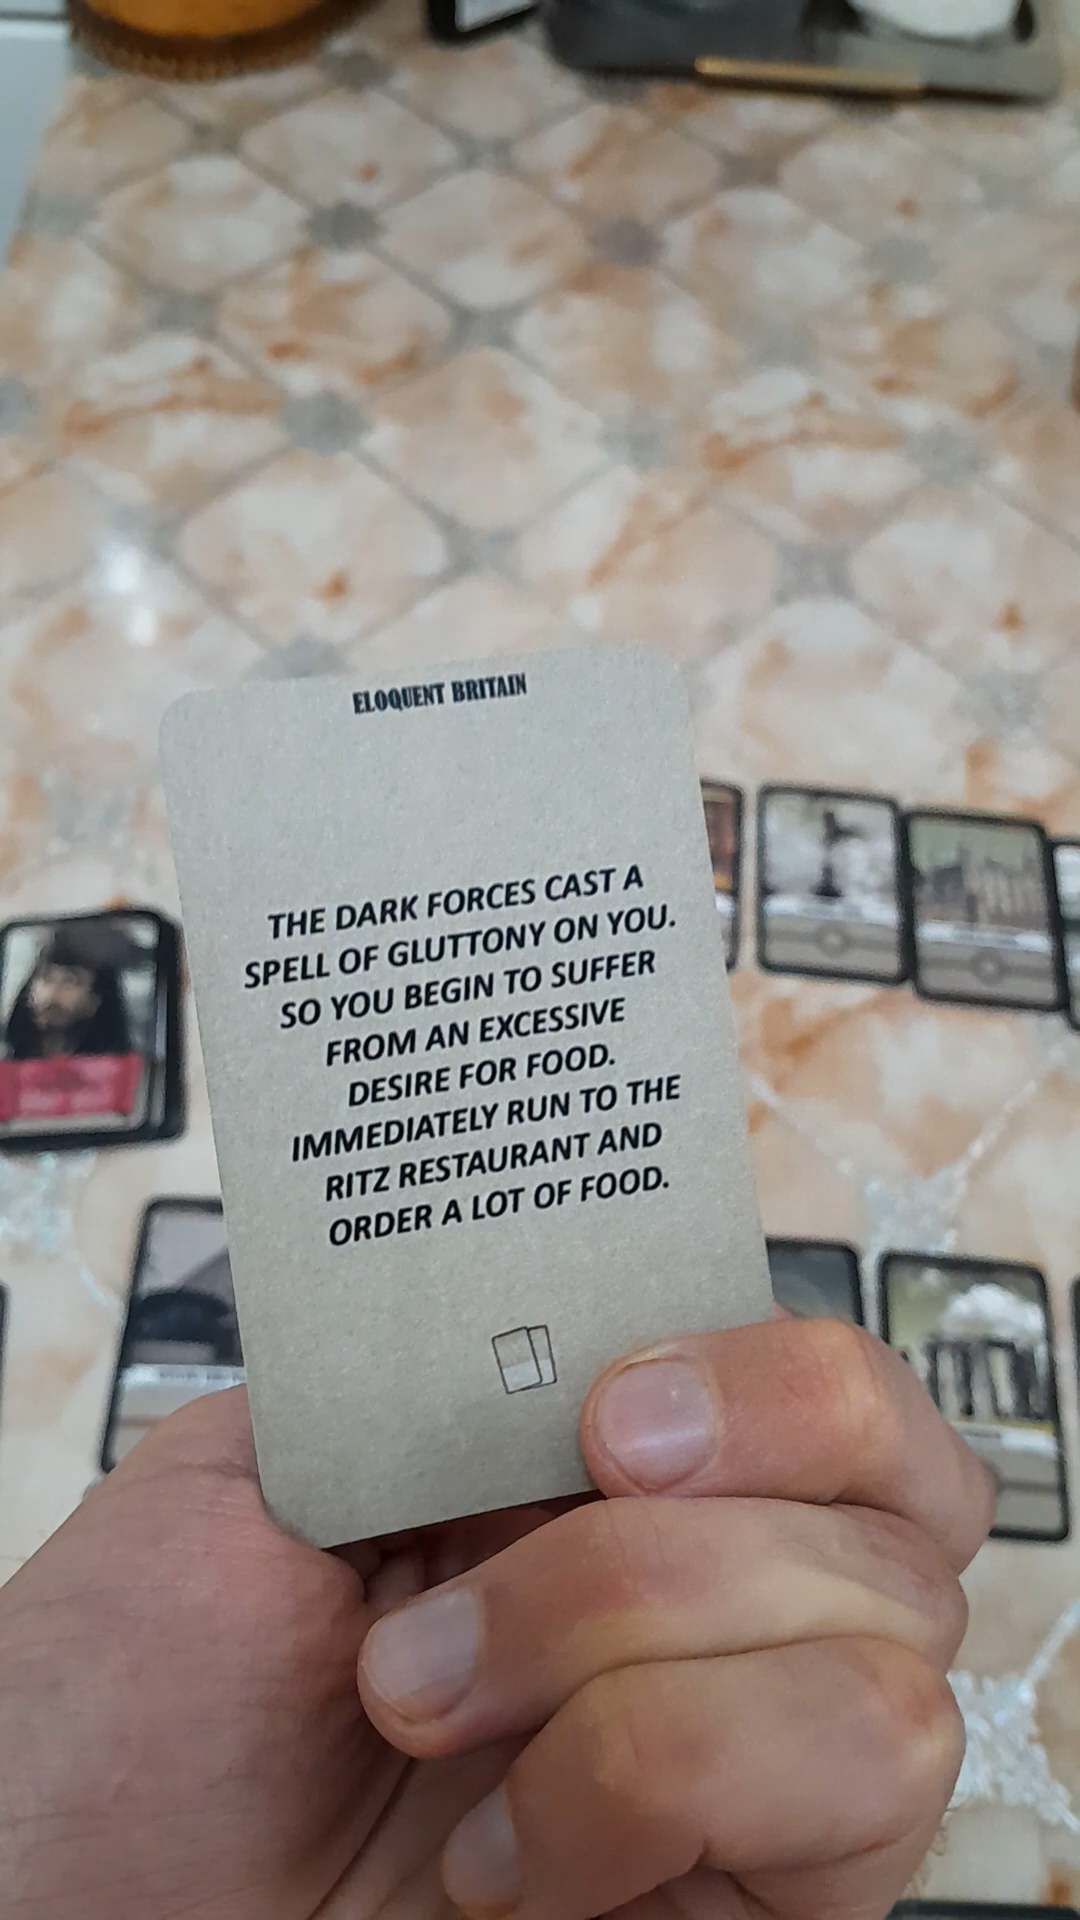 ELOQUENT BRITAIN
THE DARK FORCES CAST A
SPELL OF GLUTTONY ON YOU.
SO YOU BEGIN TO SUFFER
FROM AN EXCESSIVE
DESIRE FOR FOOD.
IMMEDIATELY RUN TO THE
RITZ RESTAURANT AND
ORDER A LOT OF FOOD.